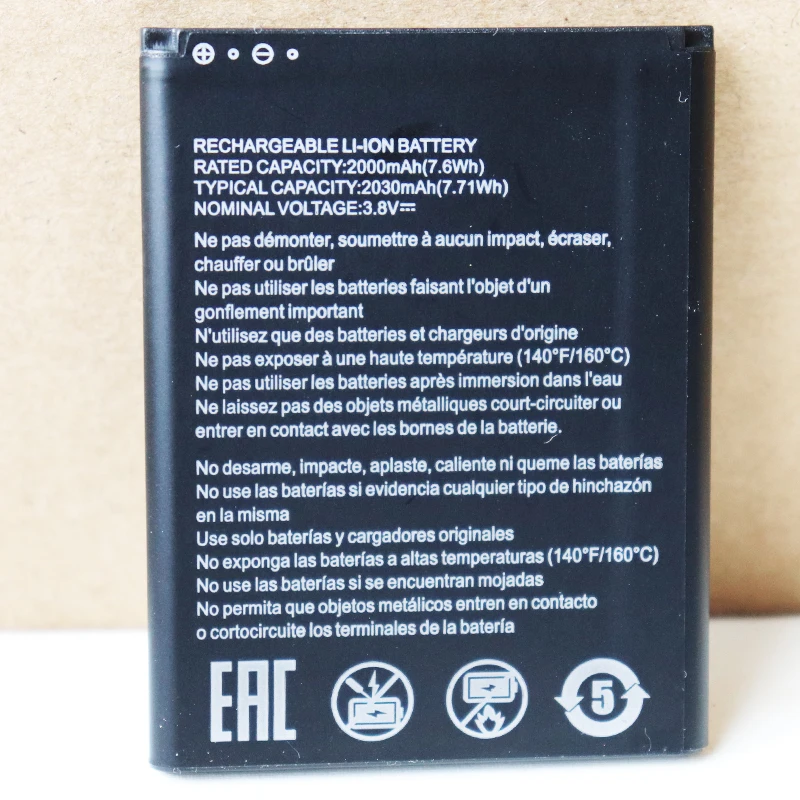 RECHARGEABLE LI-ION BATTERY
RATED CAPACITY:2000mAh(7.6Wh)
TYPICAL CAPACITY:2030mAh(7.71Wh)
NOMINAL VOLTAGE:3.8V⎓
Ne pas démonter, soumettre à aucun impact, écraser,
chauffer ou brûler
Ne pas utiliser les batteries faisant l'objet d'un
gonflement important
N'utilisez que des batteries et chargeurs d'origine
Ne pas exposer à une haute température (140°F/160°C)
Ne pas utiliser les batteries après immersion dans l'eau
Ne laissez pas des objets métalliques court-circuiter ou
entrer en contact avec les bornes de la batterie.
No desarme, impacte, aplaste, caliente ni queme las baterías
No use las baterías si evidencia cualquier tipo de hinchazón
en la misma
Use solo baterías y cargadores originales
No exponga las baterías a altas temperaturas (140°F/160°C)
No use las baterías si se encuentran mojadas
No permita que objetos metálicos entren en contacto
o cortocircuite los terminales de la batería
EAC 5